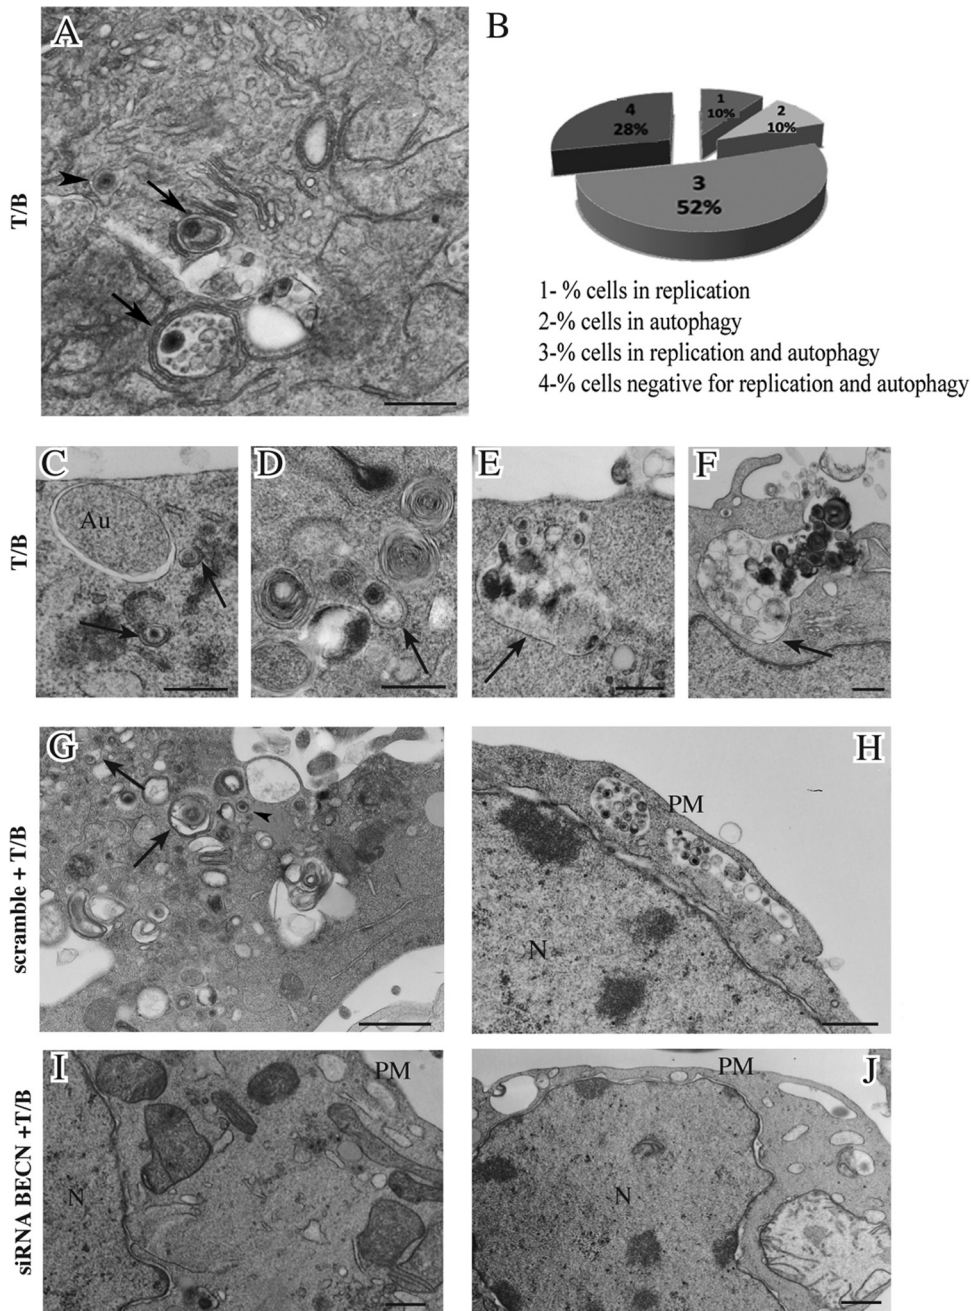 A
B
T/B
1
10%
2
10%
4
28%
3
52%
1- % cells in replication
2-% cells in autophagy
3-% cells in replication and autophagy
4-% cells negative for replication and autophagy
T/B
C
Au
D
E
F
scramble + T/B
G
H
PM
N
siRNA BECN +T/B
I
PM
N
J
PM
N